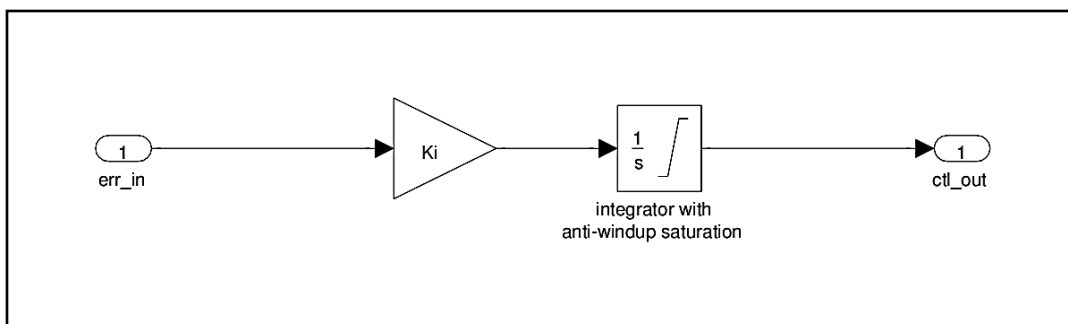 1
err_in
Ki
1
s
integrator with
anti-windup saturation
1
ctl_out